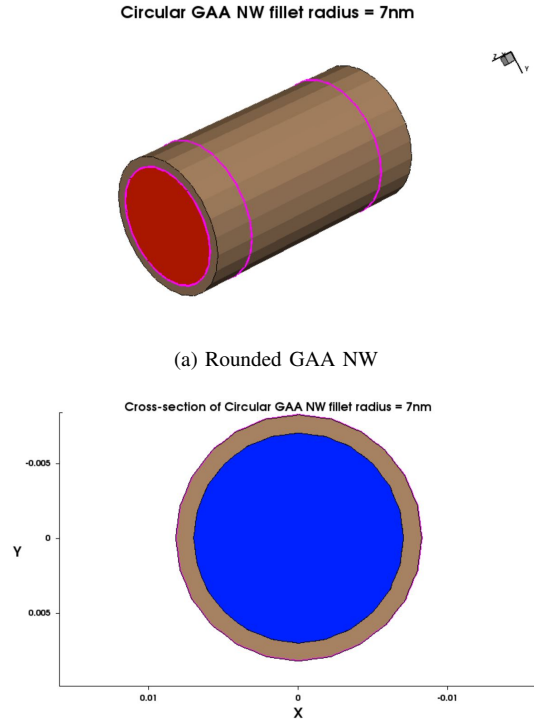 Circular GAA NW fillet radius = 7nm
Z
Y
(a) Rounded GAA NW
Cross-section of Circular GAA NW fillet radius = 7nm
-0.005
0
Y
0.005
0.01
0
-0.01
X